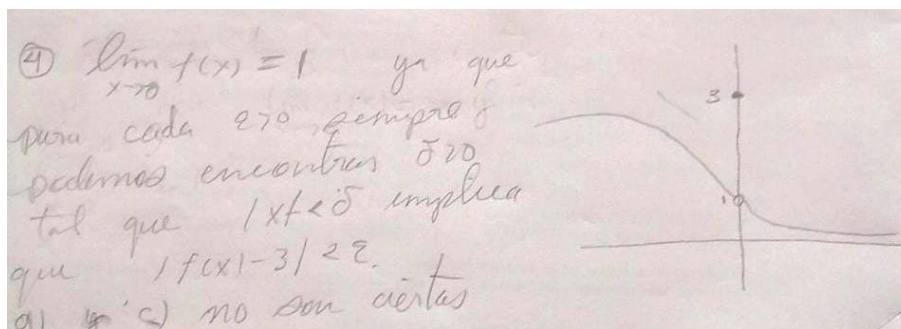 ④ lim f(x) = 1 ya que
x→0
para cada ε>0, siempre
podemos encontrar δ>0
tal que |x|<δ implica
que |f(x)-3|<ε.
c) no son ciertas
3
1